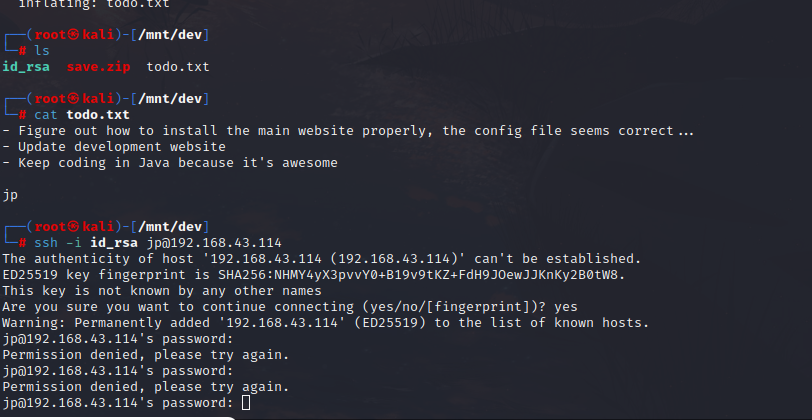 inflating: todo.txt
┌──(root㉿kali)-[/mnt/dev]
└─# ls
id_rsa  save.zip  todo.txt
┌──(root㉿kali)-[/mnt/dev]
└─# cat todo.txt
- Figure out how to install the main website properly, the config file seems correct...
- Update development website
- Keep coding in Java because it's awesome
jp
┌──(root㉿kali)-[/mnt/dev]
└─# ssh -i id_rsa jp@192.168.43.114
The authenticity of host '192.168.43.114 (192.168.43.114)' can't be established.
ED25519 key fingerprint is SHA256:NHMY4yX3pvvY0+B19v9tKZ+FdH9JOewJJKnKy2B0tW8.
This key is not known by any other names
Are you sure you want to continue connecting (yes/no/[fingerprint])? yes
Warning: Permanently added '192.168.43.114' (ED25519) to the list of known hosts.
jp@192.168.43.114's password:
Permission denied, please try again.
jp@192.168.43.114's password:
Permission denied, please try again.
jp@192.168.43.114's password: